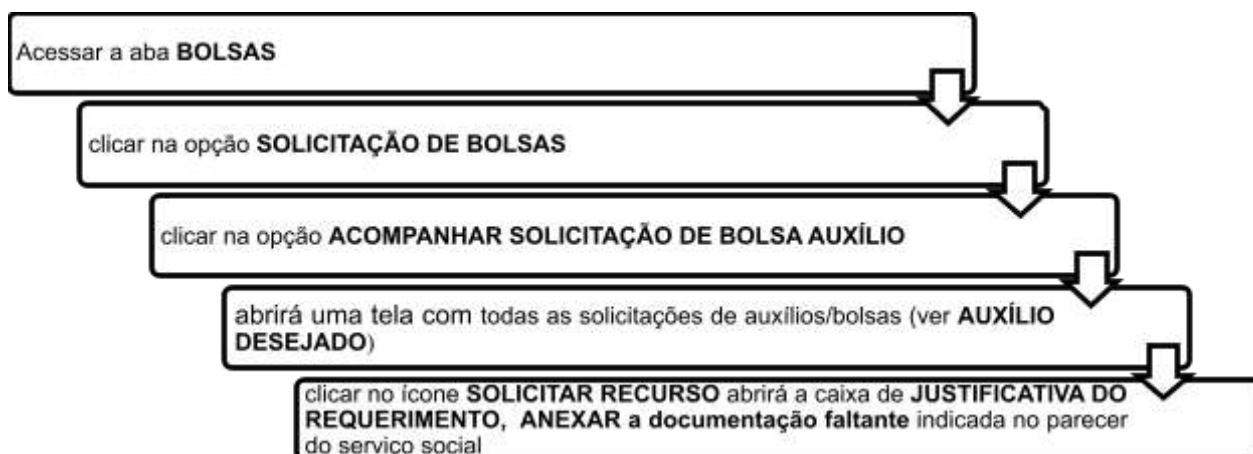 Acessar a aba BOLSAS
clicar na opção SOLICITAÇÃO DE BOLSAS
clicar na opção ACOMPANHAR SOLICITAÇÃO DE BOLSA AUXÍLIO
abrirá uma tela com todas as solicitações de auxílios/bolsas (ver AUXÍLIO
DESEJADO)
clicar no ícone SOLICITAR RECURSO abrirá a caixa de JUSTIFICATIVA DO
REQUERIMENTO, ANEXAR a documentação faltante indicada no parecer
do serviço social